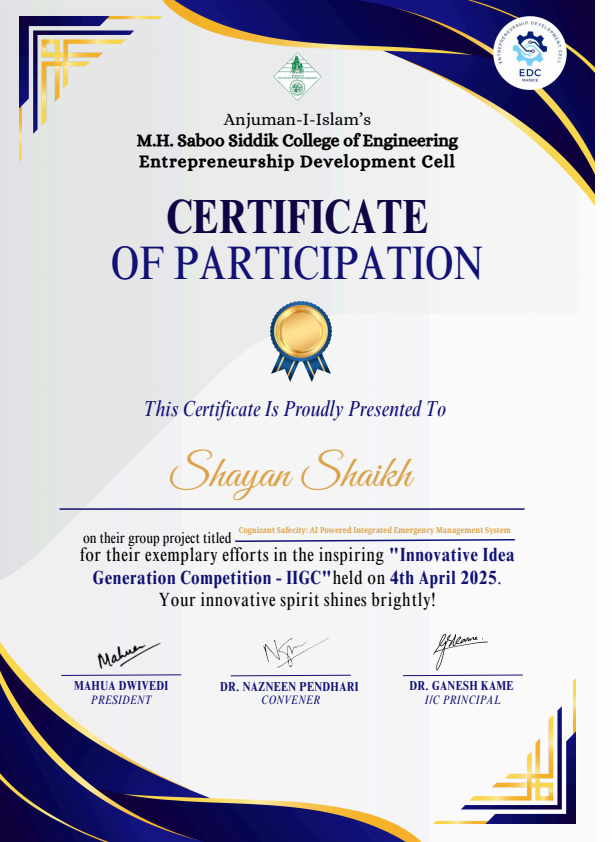 ENTREPRENEURSHIP DEVELOPMENT CELL
EDC
MHSSCE
Anjuman-I-Islam's
M.H. Saboo Siddik College of Engineering
Entrepreneurship Development Cell
CERTIFICATE
OF PARTICIPATION
This Certificate Is Proudly Presented To
Shayan Shaikh
Cognizant Safecity: AI Powered Integrated Emergency Management System
on their group project titled
for their exemplary efforts in the inspiring "Innovative Idea
Generation Competition - IIGC"held on 4th April 2025.
Your innovative spirit shines brightly!
MAHUA DWIVEDI
PRESIDENT
DR. NAZNEEN PENDHARI
CONVENER
DR. GANESH KAME
I/C PRINCIPAL